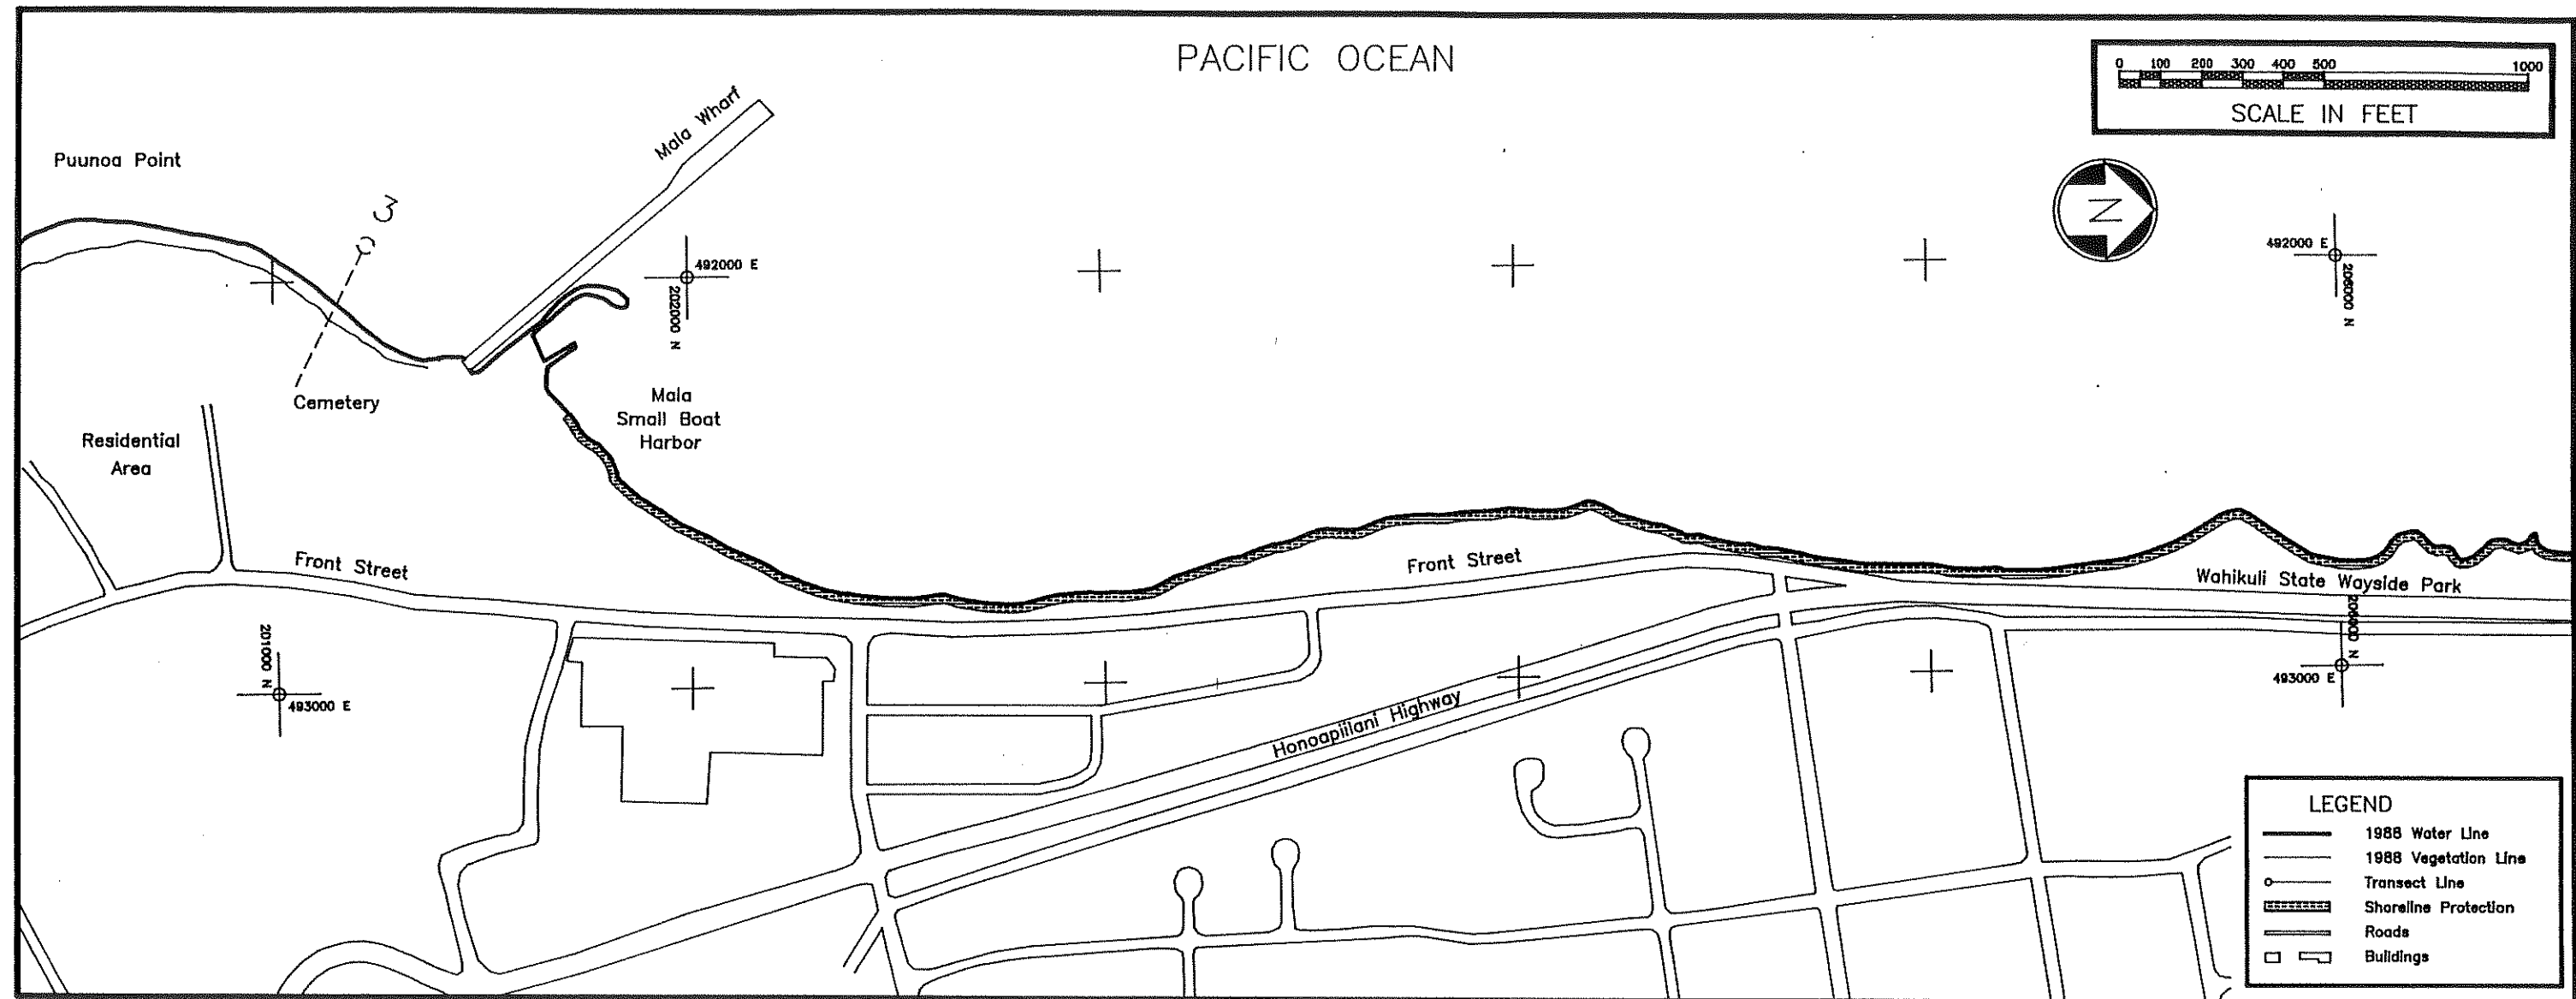 PACIFIC OCEAN
0 100 200 300 400 500 1000
SCALE IN FEET
Mala Wharf
Puunoa Point
3
N
492000 E
202000 N
492000 E
206000 N
Cemetery
Mala
Small Boat
Harbor
Residential
Area
Front Street
Front Street
Wahikuli State Wayside Park
201000 N
493000 E
206000 N
493000 E
Honoapiilani Highway
LEGEND
1988 Water Line
1988 Vegetation Line
Transect Line
Shoreline Protection
Roads
Buildings